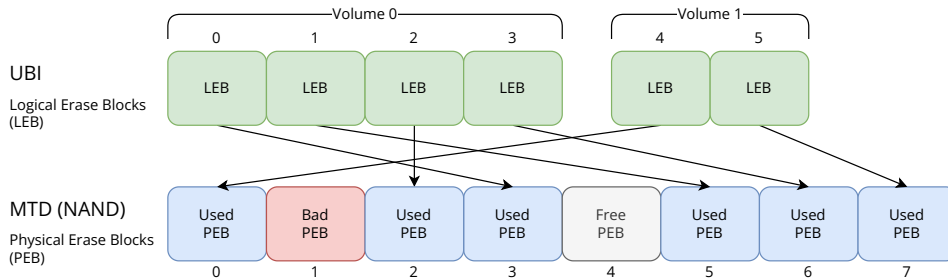 Volume 0 Volume 1
0 1 2 3 4 5
UBI
LEB LEB LEB LEB LEB LEB
Logical Erase Blocks
(LEB)
MTD (NAND)
Used Bad Used Used Free Used Used Used
PEB PEB PEB PEB PEB PEB PEB PEB
Physical Erase Blocks
(PEB)
0 1 2 3 4 5 6 7